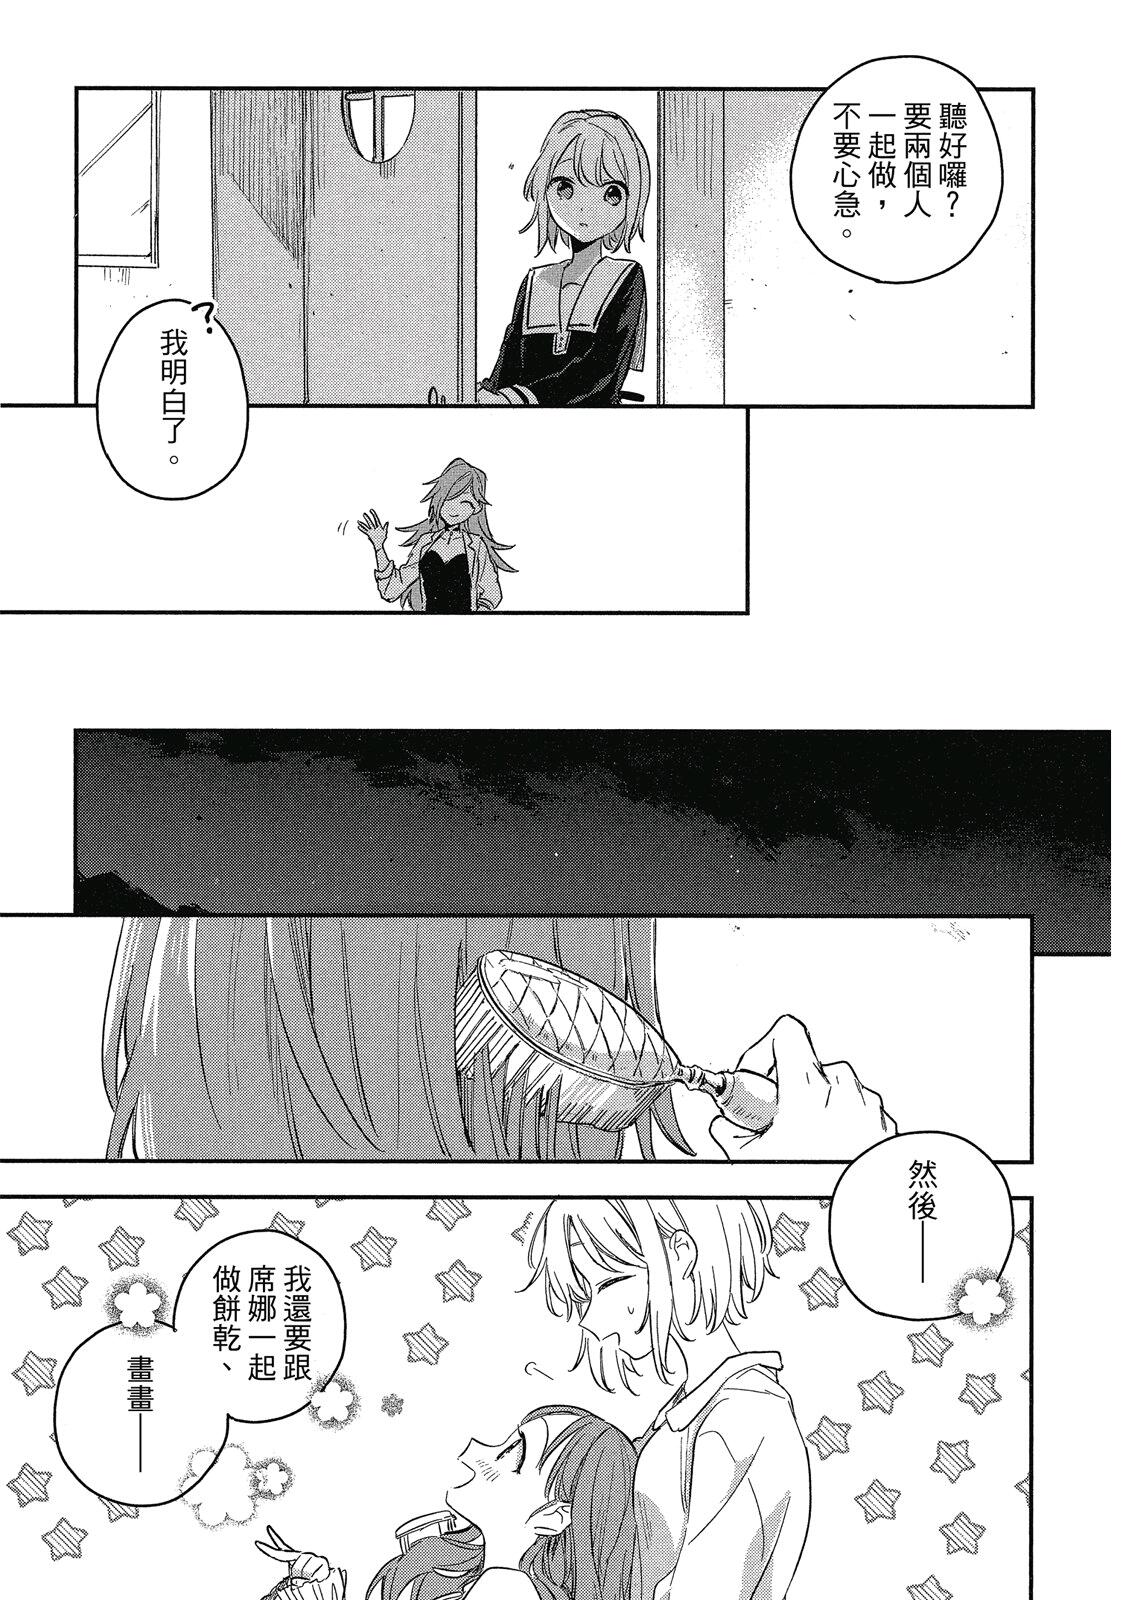 聽好囉？
要兩個人
一起做，
不要心急。
？
我明白了。
然後——
我還要跟
席娜一起
做餅乾、
畫畫——